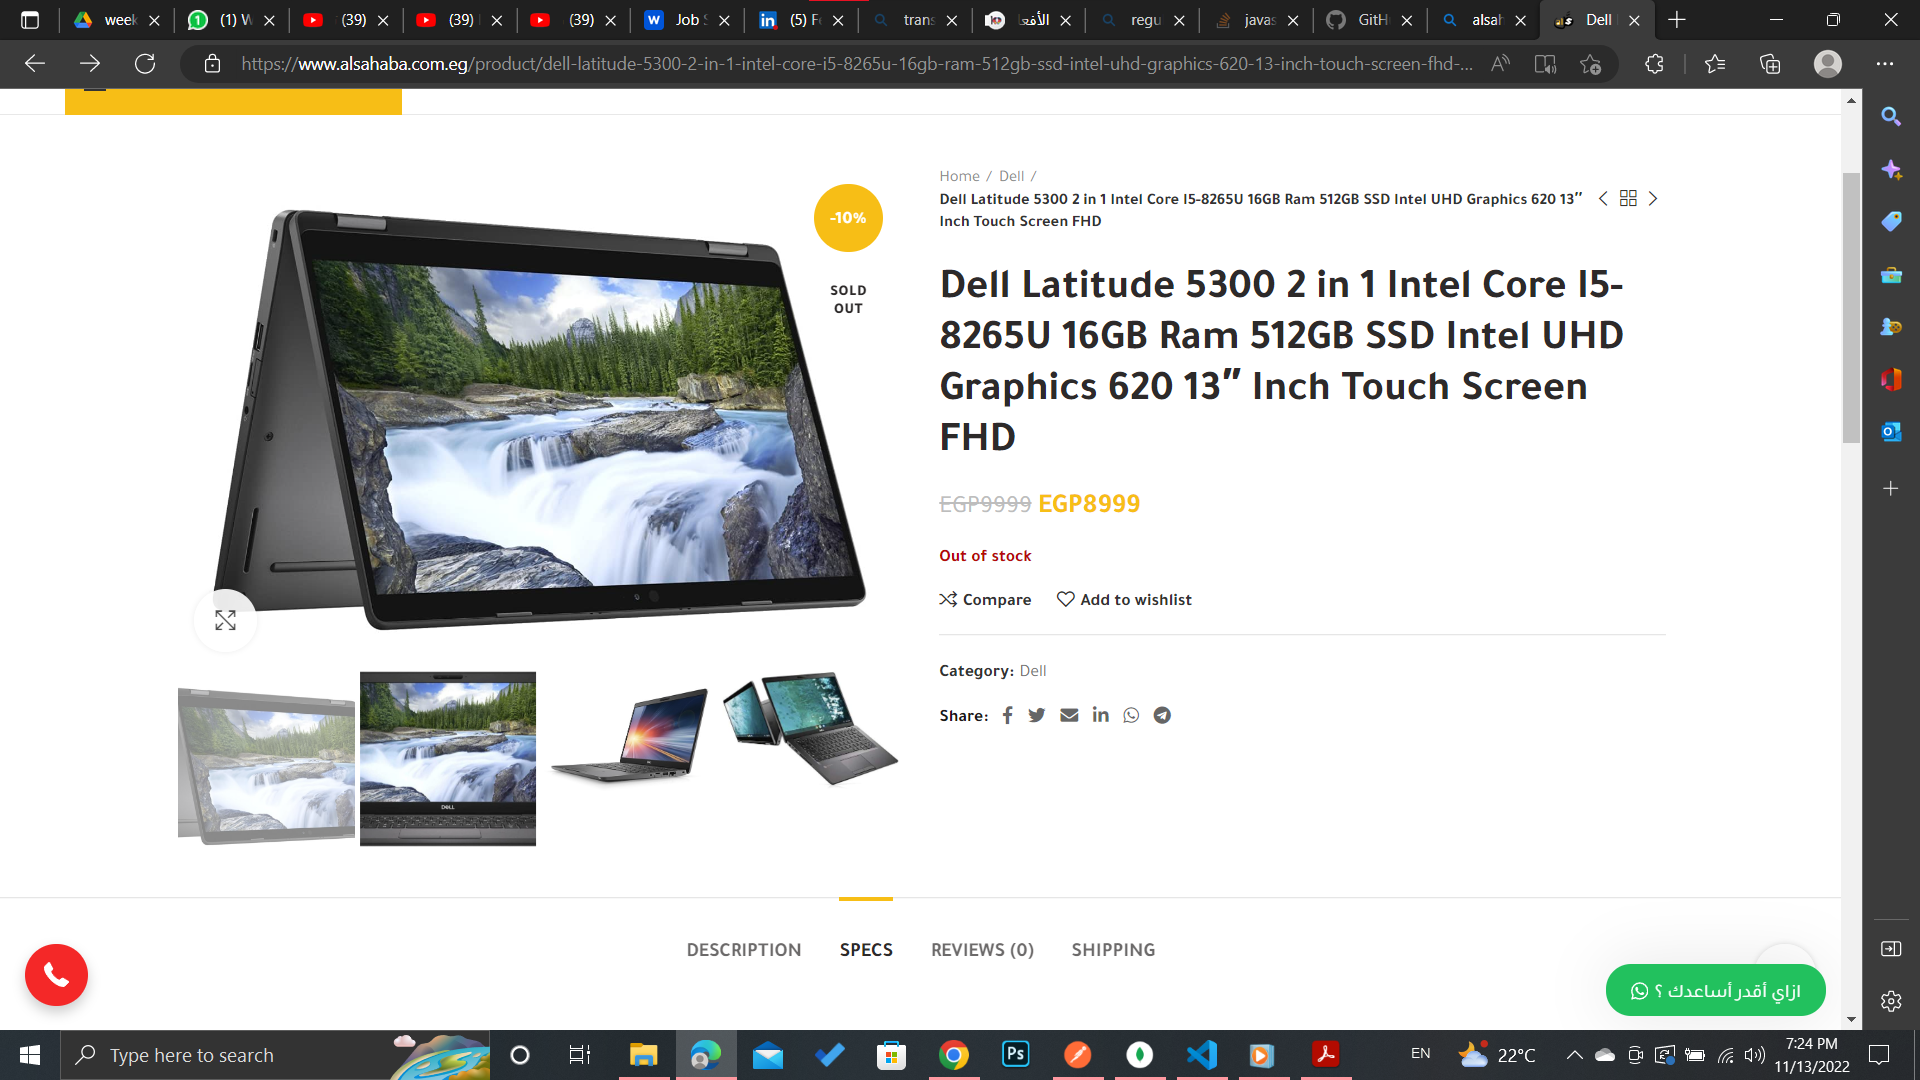 week
(1) W
(39)
(39)
(39)
Job S
(5) Fe
trans
الأفعا
regu
javas
GitHu
alsah
Dell
https://www.alsahaba.com.eg/product/dell-latitude-5300-2-in-1-intel-core-i5-8265u-16gb-ram-512gb-ssd-intel-uhd-graphics-620-13-inch-touch-screen-fhd-...
Home / Dell /
Dell Latitude 5300 2 in 1 Intel Core I5-8265U 16GB Ram 512GB SSD Intel UHD Graphics 620 13″
Inch Touch Screen FHD
-10%
SOLD
OUT
Dell Latitude 5300 2 in 1 Intel Core I5-
8265U 16GB Ram 512GB SSD Intel UHD
Graphics 620 13″ Inch Touch Screen
FHD
EGP9999 EGP8999
Out of stock
Compare Add to wishlist
Category: Dell
Share:
DELL
DESCRIPTION SPECS REVIEWS (0) SHIPPING
ازاي أقدر أساعدك ؟
Type here to search
Ps
EN
22°C
7:24 PM
11/13/2022